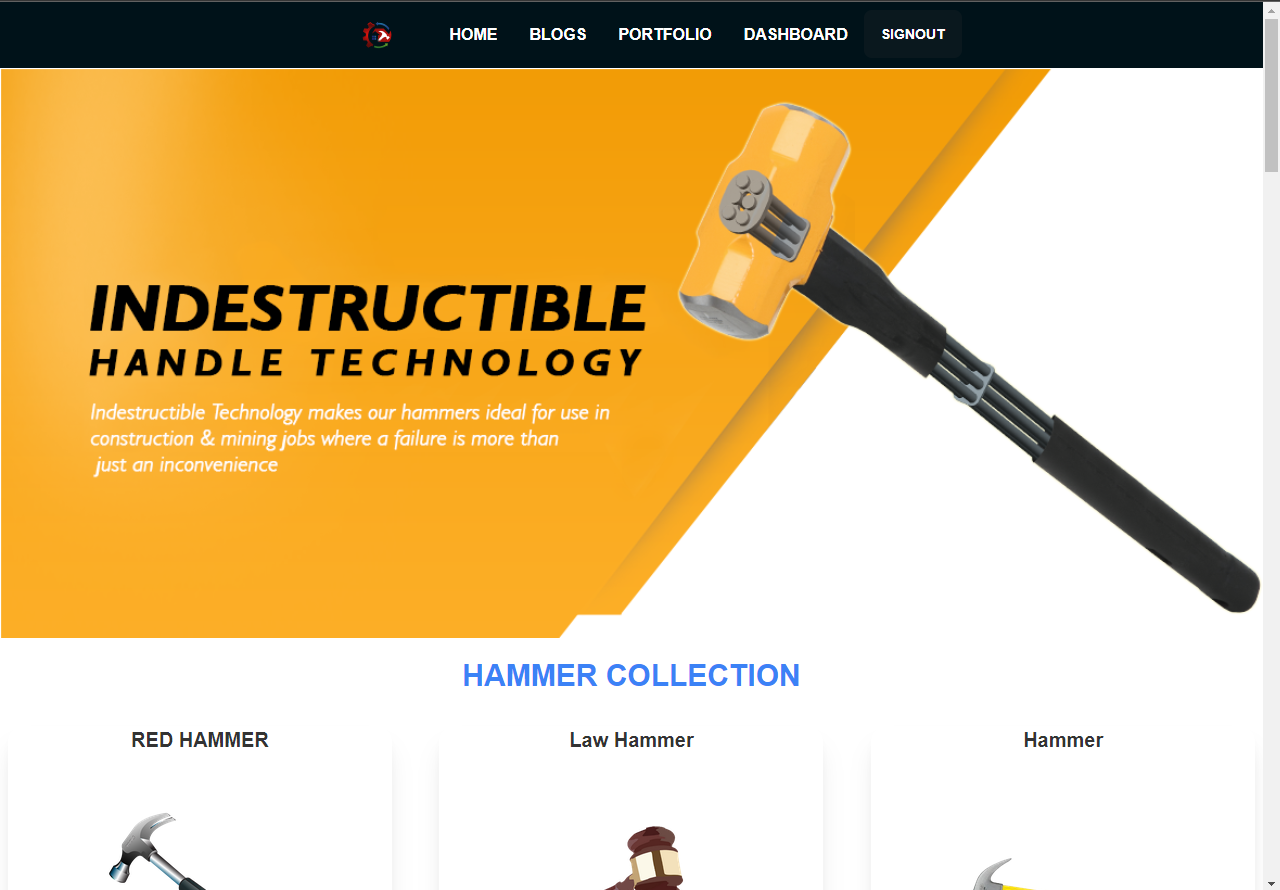 HOME BLOGS PORTFOLIO DASHBOARD SIGNOUT
INDESTRUCTIBLE
HANDLE TECHNOLOGY
Indestructible Technology makes our hammers ideal for use in
construction & mining jobs where a failure is more than
just an inconvenience
HAMMER COLLECTION
RED HAMMER Law Hammer Hammer